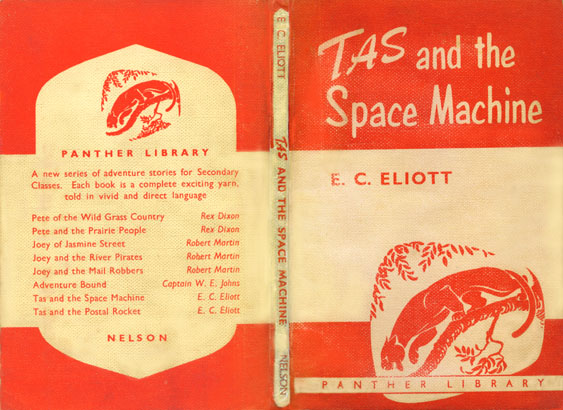 PANTHER LIBRARY
A new series of adventure stories for Secondary
Classes. Each book is a complete exciting yarn,
told in vivid and direct language
Pete of the Wild Grass Country Rex Dixon
Pete and the Prairie People Rex Dixon
Joey of Jasmine Street Robert Martin
Joey and the River Pirates Robert Martin
Joey and the Mail Robbers Robert Martin
Adventure Bound Captain W. E. Johns
Tas and the Space Machine E. C. Eliott
Tas and the Postal Rocket E. C. Eliott
NELSON
E. C. ELIOTT
TAS AND THE SPACE MACHINE
NELSON
TAS and the
Space Machine
E. C. ELIOTT
PANTHER LIBRARY